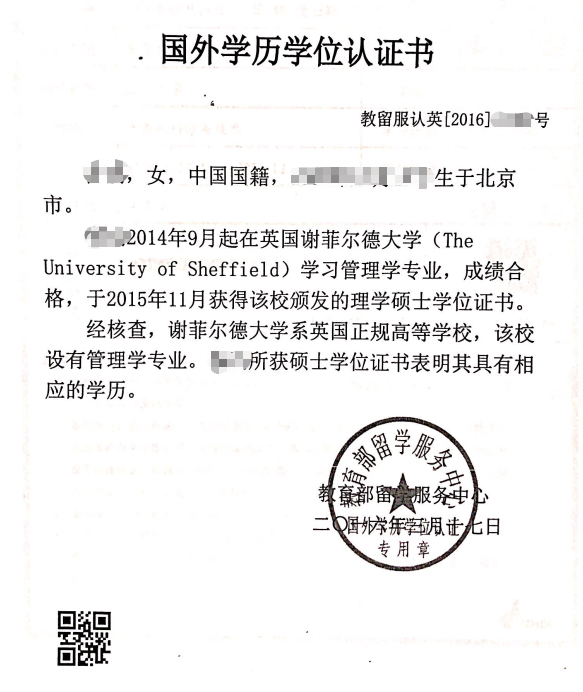 国外学历学位认证书
教留服认英[2016] 号
，女，中国国籍， 生于北京
市。
2014年9月起在英国谢菲尔德大学（The
University of Sheffield）学习管理学专业，成绩合
格，于2015年11月获得该校颁发的理学硕士学位证书。
经核查，谢菲尔德大学系英国正规高等学校，该校
设有管理学专业。 所获硕士学位证书表明其具有相
应的学历。
教育部留学服务中心
教育部留学服务中心
二〇一六年 月十七日
国外学历学位认证
专用章